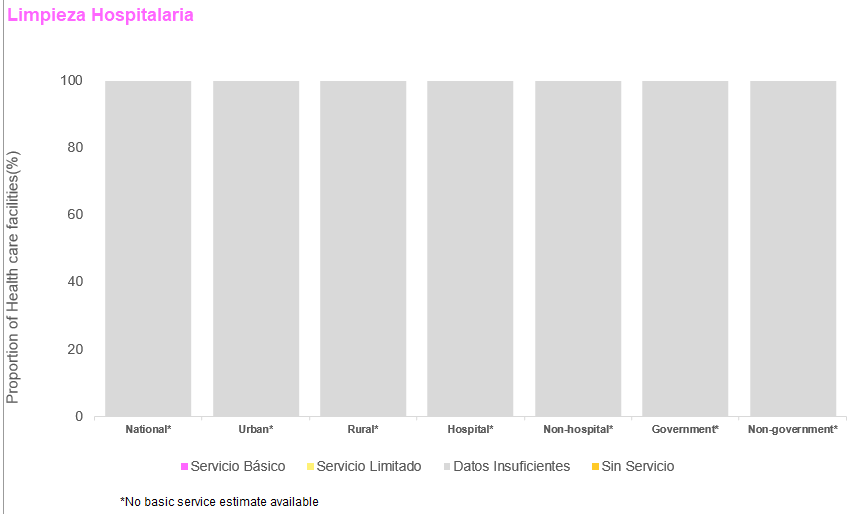 Limpieza Hospitalaria
Proportion of Health care facilities(%)
100
80
60
40
20
0
National* Urban* Rural* Hospital* Non-hospital* Government* Non-government*
Servicio Básico Servicio Limitado Datos Insuficientes Sin Servicio
*No basic service estimate available